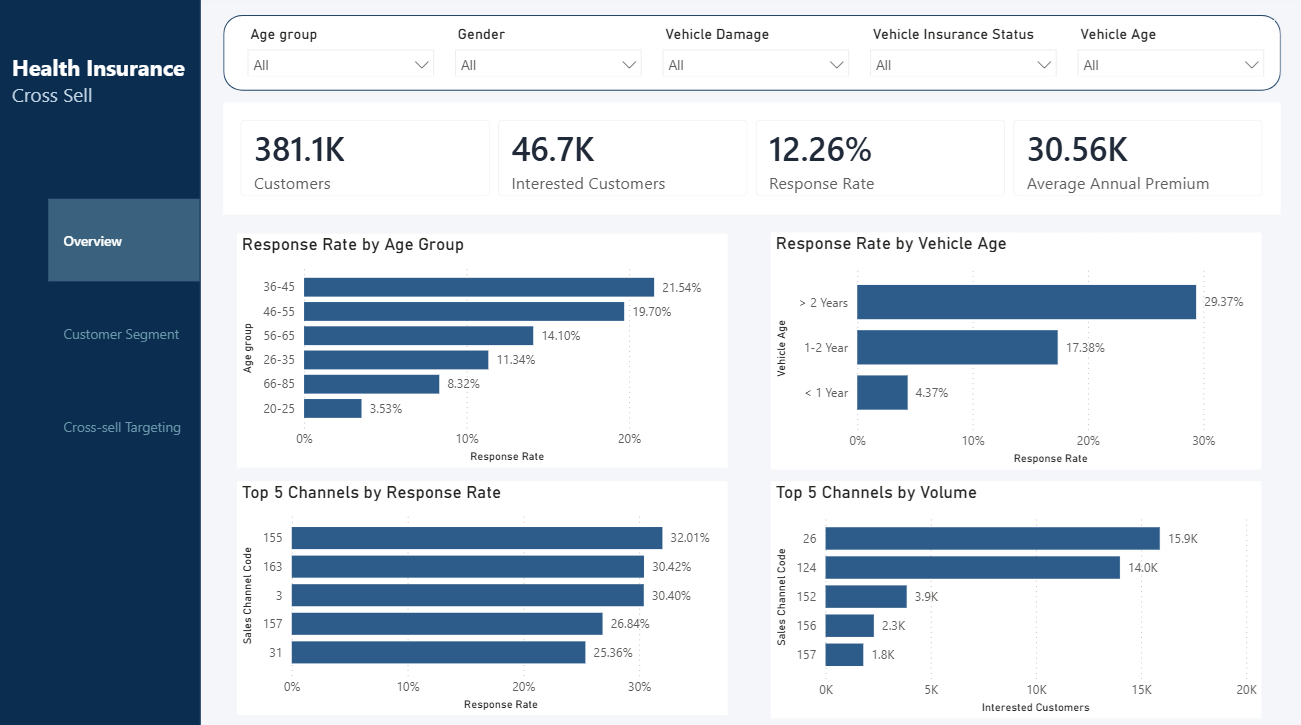 Health Insurance
Cross Sell
Overview
Customer Segment
Cross-sell Targeting
Age group Gender Vehicle Damage Vehicle Insurance Status Vehicle Age
All All All All All
381.1K 46.7K 12.26% 30.56K
Customers Interested Customers Response Rate Average Annual Premium
Response Rate by Age Group
Age group
36-45 21.54%
46-55 19.70%
56-65 14.10%
26-35 11.34%
66-85 8.32%
20-25 3.53%
0% 10% 20%
Response Rate
Response Rate by Vehicle Age
Vehicle Age
> 2 Years 29.37%
1-2 Year 17.38%
< 1 Year 4.37%
0% 10% 20% 30%
Response Rate
Top 5 Channels by Response Rate
Sales Channel Code
155 32.01%
163 30.42%
3 30.40%
157 26.84%
31 25.36%
0% 10% 20% 30%
Response Rate
Top 5 Channels by Volume
Sales Channel Code
26 15.9K
124 14.0K
152 3.9K
156 2.3K
157 1.8K
0K 5K 10K 15K 20K
Interested Customers